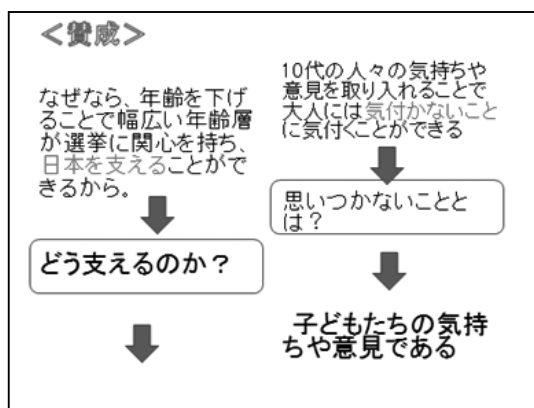 ＜賛成＞
なぜなら、年齢を下げ
ることで幅広い年齢層
が選挙に関心を持ち、
日本を支えることがで
きるから。
どう支えるのか？
10代の人々の気持ちや
意見を取り入れることで
大人には気付かないこと
に気付くことができる
思いつかないことと
は？
子どもたちの気持
ちや意見である